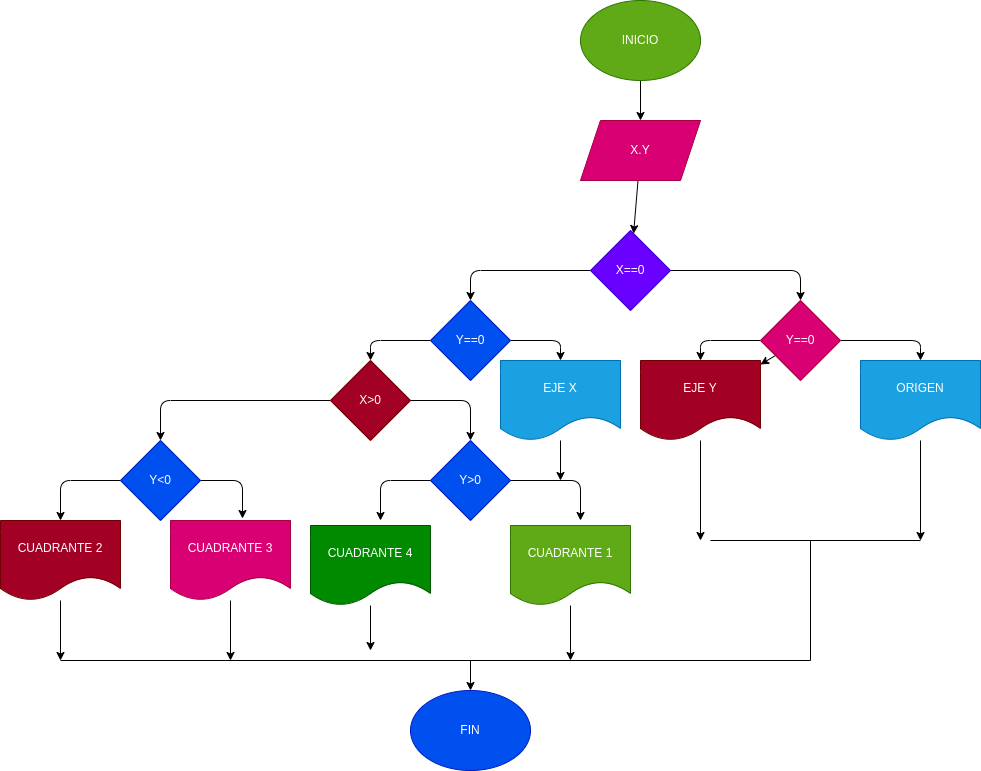 INICIO
X.Y
X==0
Y==0
Y==0
EJE X
EJE Y
ORIGEN
X>0
Y<0
Y>0
CUADRANTE 2
CUADRANTE 3
CUADRANTE 4
CUADRANTE 1
FIN